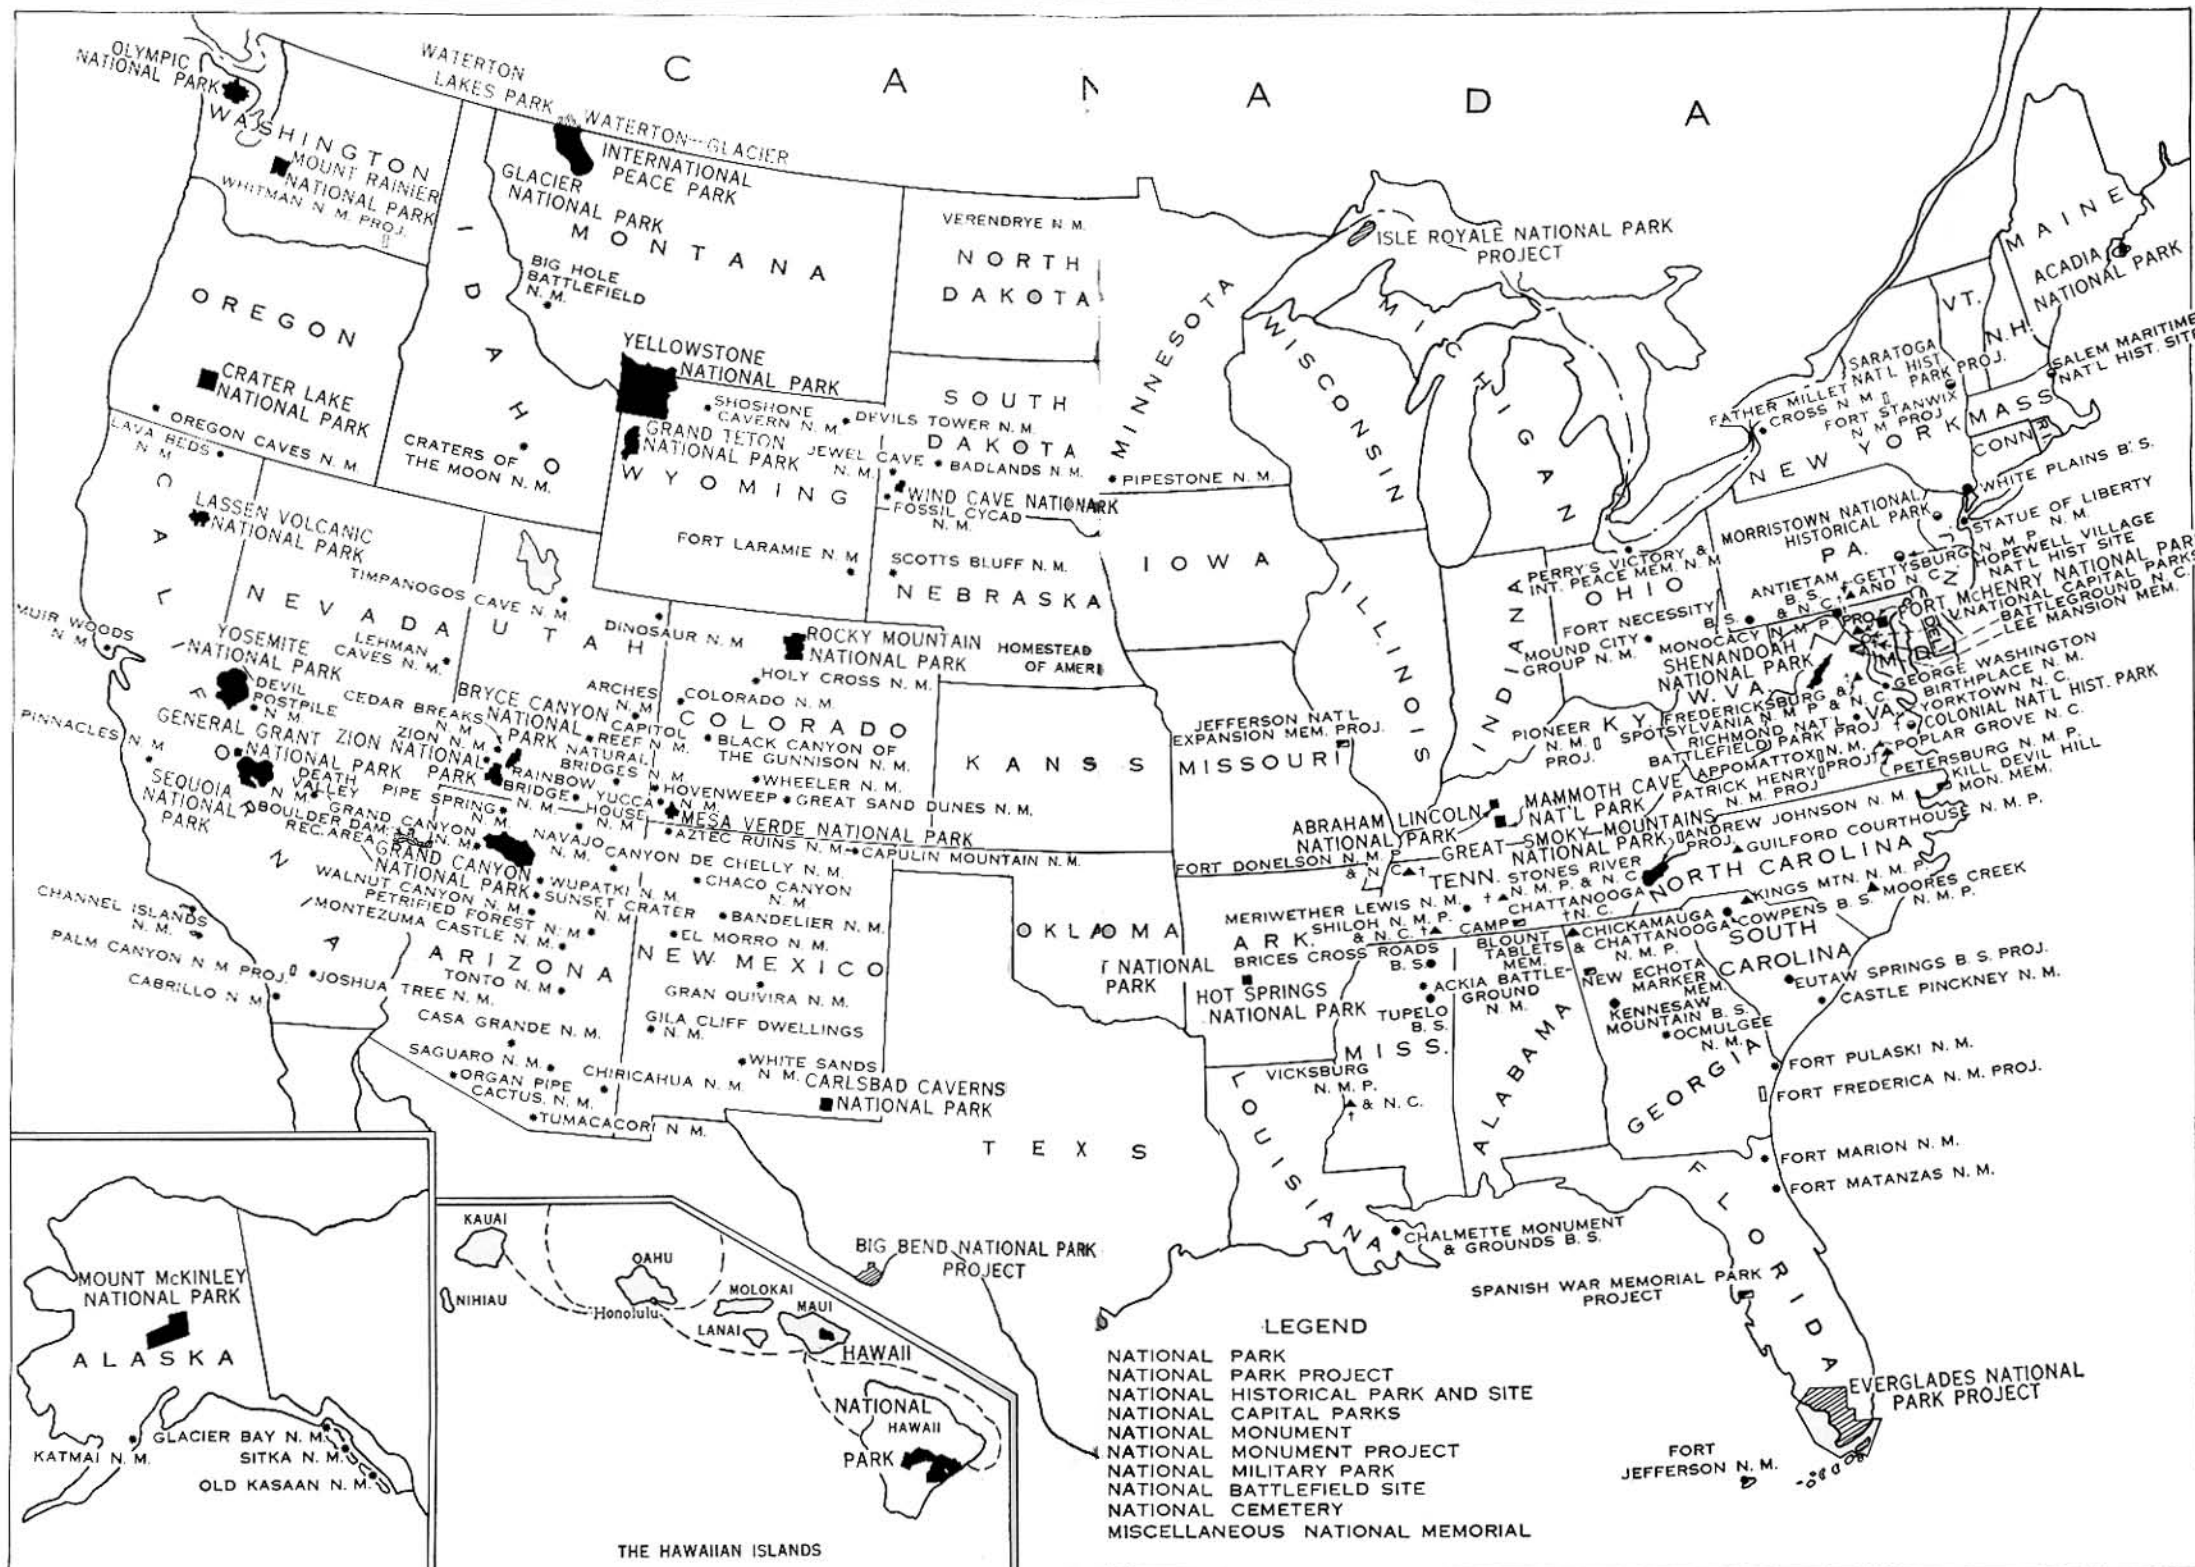 C A N A D A
OLYMPIC
NATIONAL PARK
WATERTON
LAKES PARK
WATERTON-GLACIER
INTERNATIONAL
PEACE PARK
WASHINGTON
MOUNT RAINIER
NATIONAL PARK
WHITMAN N M. PROJ.
GLACIER
NATIONAL PARK
MONTANA
BIG HOLE
BATTLEFIELD
N. M.
IDAHO
VERENDRYE N M.
NORTH
DAKOTA
OREGON
CRATER LAKE
NATIONAL PARK
OREGON CAVES N. M.
LAVA BEDS
N M
CRATERS OF
THE MOON N. M.
YELLOWSTONE
NATIONAL PARK
SHOSHONE
CAVERN N. M.
DEVILS TOWER N. M.
GRAND TETON
NATIONAL PARK
WYOMING
SOUTH
DAKOTA
JEWEL CAVE
N. M.
BADLANDS N. M.
WIND CAVE NATIONARK
FOSSIL CYCAD
N. M.
FORT LARAMIE N. M
SCOTTS BLUFF N. M.
NEBRASKA
HOMESTEAD
OF AMERI
MINNESOTA
PIPESTONE N. M.
IOWA
WISCONSIN
MICHIGAN
ISLE ROYALE NATIONAL PARK
PROJECT
ILLINOIS
INDIANA
OHIO
PERRY'S VICTORY &
INT. PEACE MEM. N. M
MOUND CITY
GROUP N. M.
MAINE
ACADIA
NATIONAL PARK
VT.
N.H.
MASS
CONN
R.I.
SALEM MARITIME
NAT'L HIST. SITE
SARATOGA
NAT'L HIST
PARK PROJ.
FATHER MILLET
CROSS N M
FORT STANWIX
N M PROJ
NEW YORK
WHITE PLAINS B. S.
STATUE OF LIBERTY
N. M.
MORRISTOWN NATIONAL
HISTORICAL PARK
PA.
N.J.
HOPEWELL VILLAGE
NAT'L HIST SITE
GETTYSBURG N M P
AND N. C.
ANTIETAM
B. S.
& N. C.
FORT McHENRY NATIONAL PAR
NATIONAL CAPITAL PARKS
BATTLEGROUND N. C.
LEE MANSION MEM.
DEL
MD.
FORT NECESSITY
B. S.
MONOCACY N M P PROJ
SHENANDOAH
NATIONAL PARK
W. VA.
GEORGE WASHINGTON
BIRTHPLACE N. M.
YORKTOWN N. C.
COLONIAL NAT'L HIST. PARK
POPLAR GROVE N. C.
PETERSBURG N. M. P.
KILL DEVIL HILL
MON. MEM.
FREDERICKSBURG &
SPOTSYLVANIA N M P & N. C.
RICHMOND NAT'L
BATTLEFIELD PARK PROJ
VA.
APPOMATTOX N. M.
PATRICK HENRY PROJ
N. M. PROJ
KY.
PIONEER
N. M.
PROJ.
MAMMOTH CAVE
NAT'L PARK
ABRAHAM LINCOLN
NATIONAL PARK
GREAT SMOKY MOUNTAINS
NATIONAL PARK
ANDREW JOHNSON N. M.
PROJ.
GUILFORD COURTHOUSE N. M. P.
NORTH CAROLINA
FORT DONELSON N. M. P
& N. C.
TENN.
STONES RIVER
N. M. P. & N. C
CHATTANOOGA
N. C.
KINGS MTN. N. M. P.
COWPENS B. S.
MOORES CREEK
N. M. P.
MERIWETHER LEWIS N. M.
SHILOH N. M. P.
& N. C.
CAMP
BLOUNT
TABLETS
MEM.
CHICKAMAUGA
& CHATTANOOGA
N. M. P.
SOUTH
CAROLINA
EUTAW SPRINGS B. S. PROJ.
CASTLE PINCKNEY N. M.
NEW ECHOTA
MARKER
MEM.
KENNESAW
MOUNTAIN B. S.
OCMULGEE
N. M.
GEORGIA
FORT PULASKI N. M.
FORT FREDERICA N. M. PROJ.
BRICES CROSS ROADS
B. S.
ACKIA BATTLE-
GROUND
N. M.
TUPELO
B. S.
MISS.
ALABAMA
VICKSBURG
N. M. P.
& N. C.
ARK.
HOT SPRINGS
NATIONAL PARK
LOUISIANA
CHALMETTE MONUMENT
& GROUNDS B. S.
JEFFERSON NAT'L
EXPANSION MEM. PROJ.
MISSOURI
KANSS
OKLAOMA
NATIONAL
PARK
TEXS
BIG BEND NATIONAL PARK
PROJECT
FORT MARION N. M.
FORT MATANZAS N. M.
FLORIDA
SPANISH WAR MEMORIAL PARK
PROJECT
EVERGLADES NATIONAL
PARK PROJECT
FORT
JEFFERSON N. M.
CALIFORNIA
LASSEN VOLCANIC
NATIONAL PARK
MUIR WOODS
N M
NEVADA
LEHMAN
CAVES N. M.
YOSEMITE
NATIONAL PARK
DEVIL
POSTPILE
N M.
PINNACLES N. M
GENERAL GRANT
NATIONAL PARK
SEQUOIA
NATIONAL
PARK
DEATH
VALLEY
N. M.
BOULDER DAM
REC. AREA
TIMPANOGOS CAVE N. M.
UTAH
DINOSAUR N. M
CEDAR BREAKS
N. M.
ZION N. M.
ZION NATIONAL
PARK
BRYCE CANYON
NATIONAL
PARK
ARCHES
N. M
CAPITOL
REEF N. M.
NATURAL
BRIDGES N M.
RAINBOW
BRIDGE
N. M.
PIPE SPRING
N. M.
YUCCA
HOUSE
N. M
HOVENWEEP
N. M.
GRAND CANYON
N. M.
GRAND CANYON
NATIONAL PARK
NAVAJO
N. M.
ROCKY MOUNTAIN
NATIONAL PARK
HOLY CROSS N. M.
COLORADO N. M.
COLORADO
BLACK CANYON OF
THE GUNNISON N. M.
WHEELER N. M.
GREAT SAND DUNES N. M.
MESA VERDE NATIONAL PARK
AZTEC RUINS N. M.
CAPULIN MOUNTAIN N. M.
CANYON DE CHELLY N. M.
CHACO CANYON
N. M.
WUPATKI N. M.
SUNSET CRATER
N. M
WALNUT CANYON N. M.
PETRIFIED FOREST N. M.
MONTEZUMA CASTLE N. M.
BANDELIER N. M.
EL MORRO N. M.
NEW MEXICO
GRAN QUIVIRA N. M.
GILA CLIFF DWELLINGS
N. M.
WHITE SANDS
N M.
CARLSBAD CAVERNS
NATIONAL PARK
ARIZONA
TONTO N. M.
CASA GRANDE N. M.
SAGUARO N. M.
CHIRICAHUA N. M.
ORGAN PIPE
CACTUS, N. M.
TUMACACORI N M.
CHANNEL ISLANDS
N. M.
PALM CANYON N M PROJ.
CABRILLO N M
JOSHUA TREE N. M.
MOUNT McKINLEY
NATIONAL PARK
ALASKA
KATMAI N. M.
GLACIER BAY N. M.
SITKA N. M.
OLD KASAAN N. M.
KAUAI
NIHIAU
OAHU
Honolulu
MOLOKAI
LANAI
MAUI
HAWAII
NATIONAL
HAWAII
PARK
THE HAWAIIAN ISLANDS
LEGEND
NATIONAL PARK
NATIONAL PARK PROJECT
NATIONAL HISTORICAL PARK AND SITE
NATIONAL CAPITAL PARKS
NATIONAL MONUMENT
NATIONAL MONUMENT PROJECT
NATIONAL MILITARY PARK
NATIONAL BATTLEFIELD SITE
NATIONAL CEMETERY
MISCELLANEOUS NATIONAL MEMORIAL